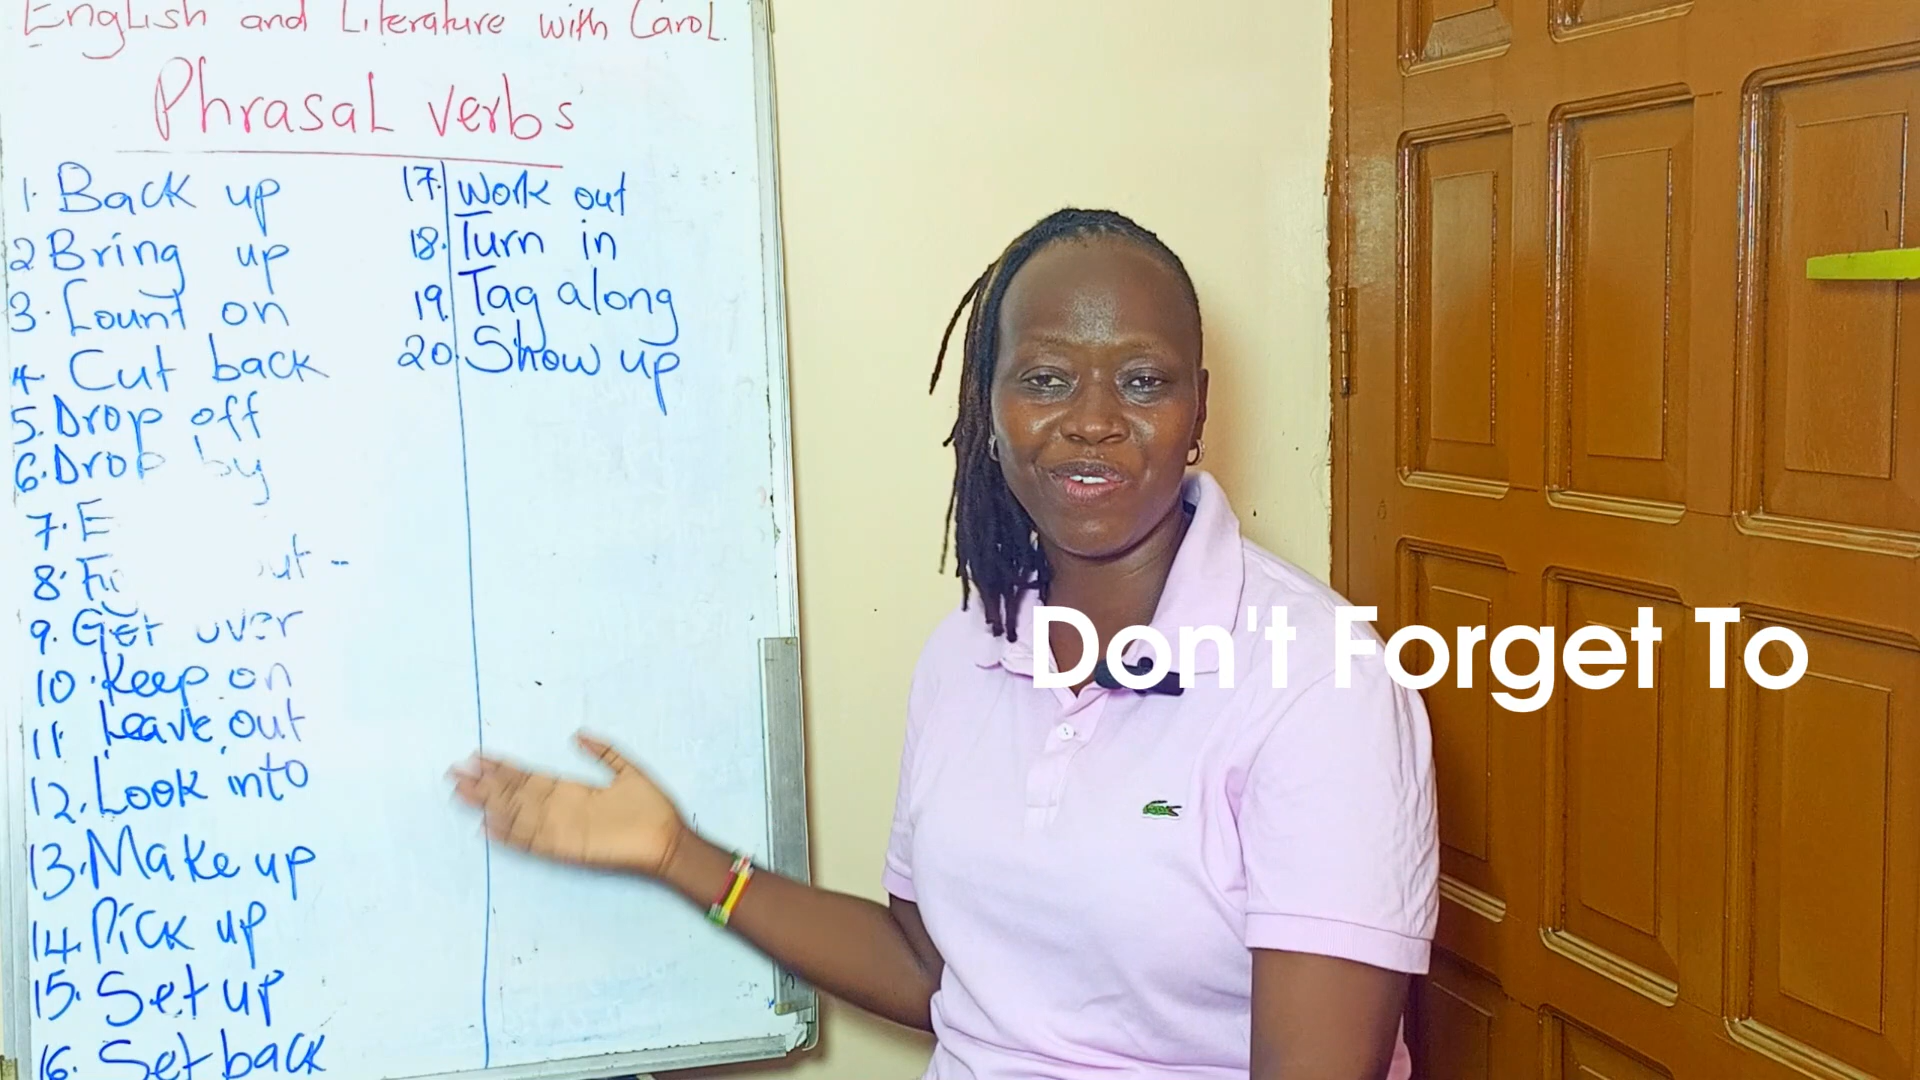 English and Literature with Carol.
Phrasal verbs
1. Back up
2 Bring up
3. Count on
4. Cut back
5. Drop off
6. Drop by
7. E
8.
9. Get over
10. Keep on
11 Leave out
12. Look into
13. Make up
14. Pick up
15. Set up
16. Set back
17. Work out
18. Turn in
19. Tag along
20. Show up
Don't Forget To